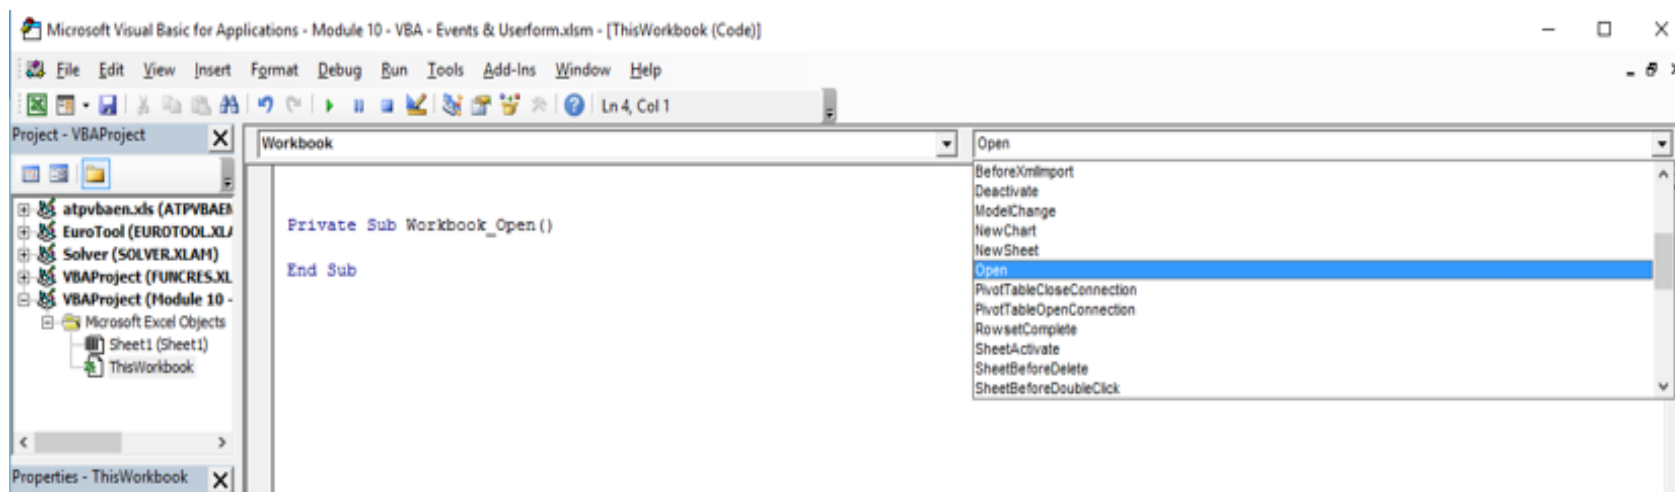 Microsoft Visual Basic for Applications - Module 10 - VBA - Events & Userform.xlsm - [ThisWorkbook (Code)]
File Edit View Insert Format Debug Run Tools Add-Ins Window Help
Ln 4, Col 1
Project - VBAProject
Workbook
Open
atpvbaen.xls (ATPVBAEN
EuroTool (EUROTOOL.XLA
Solver (SOLVER.XLAM)
VBAProject (FUNCRES.XL
VBAProject (Module 10 -
Microsoft Excel Objects
Sheet1 (Sheet1)
ThisWorkbook
Properties - ThisWorkbook
Private Sub Workbook_Open()
End Sub
BeforeXmlImport
Deactivate
ModelChange
NewChart
NewSheet
Open
PivotTableCloseConnection
PivotTableOpenConnection
RowsetComplete
SheetActivate
SheetBeforeDelete
SheetBeforeDoubleClick